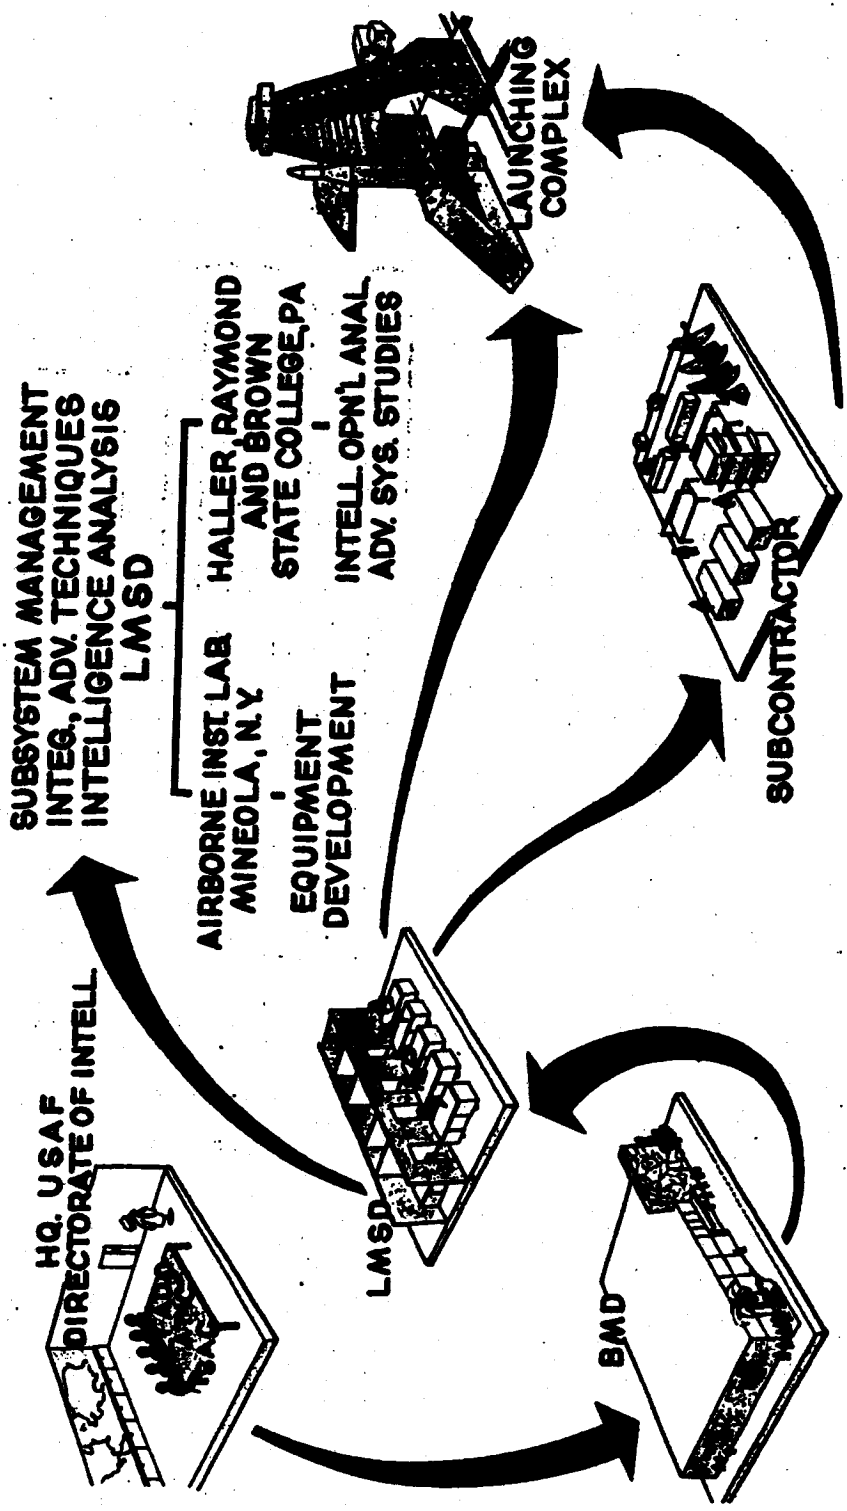 HQ. USAF
DIRECTORATE OF INTELL.
SUBSYSTEM MANAGEMENT
INTEG., ADV. TECHNIQUES
INTELLIGENCE ANALYSIS
LMSD
AIRBORNE INST. LAB.
MINEOLA, N.Y.
EQUIPMENT
DEVELOPMENT
HALLER, RAYMOND
AND BROWN
STATE COLLEGE, PA
INTELL. OPN'L ANAL.
ADV. SYS. STUDIES
LAUNCHING
COMPLEX
LMSD
BMD
SUBCONTRACTOR